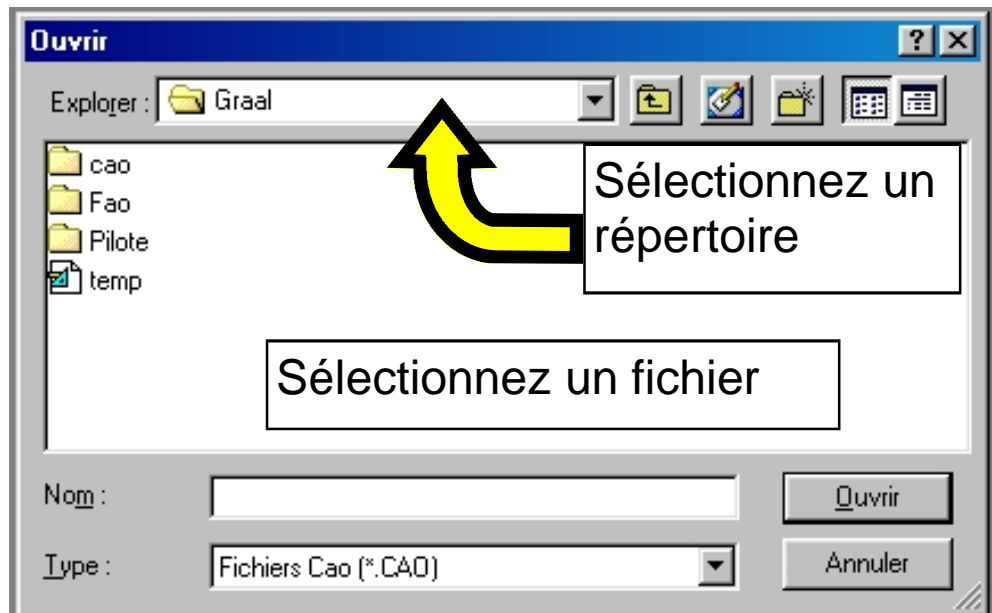 Ouvrir
Explorer : Graal
cao
Fao
Pilote
temp
Sélectionnez un
répertoire
Sélectionnez un fichier
Nom :
Ouvrir
Type : Fichiers Cao (*.CAO)
Annuler